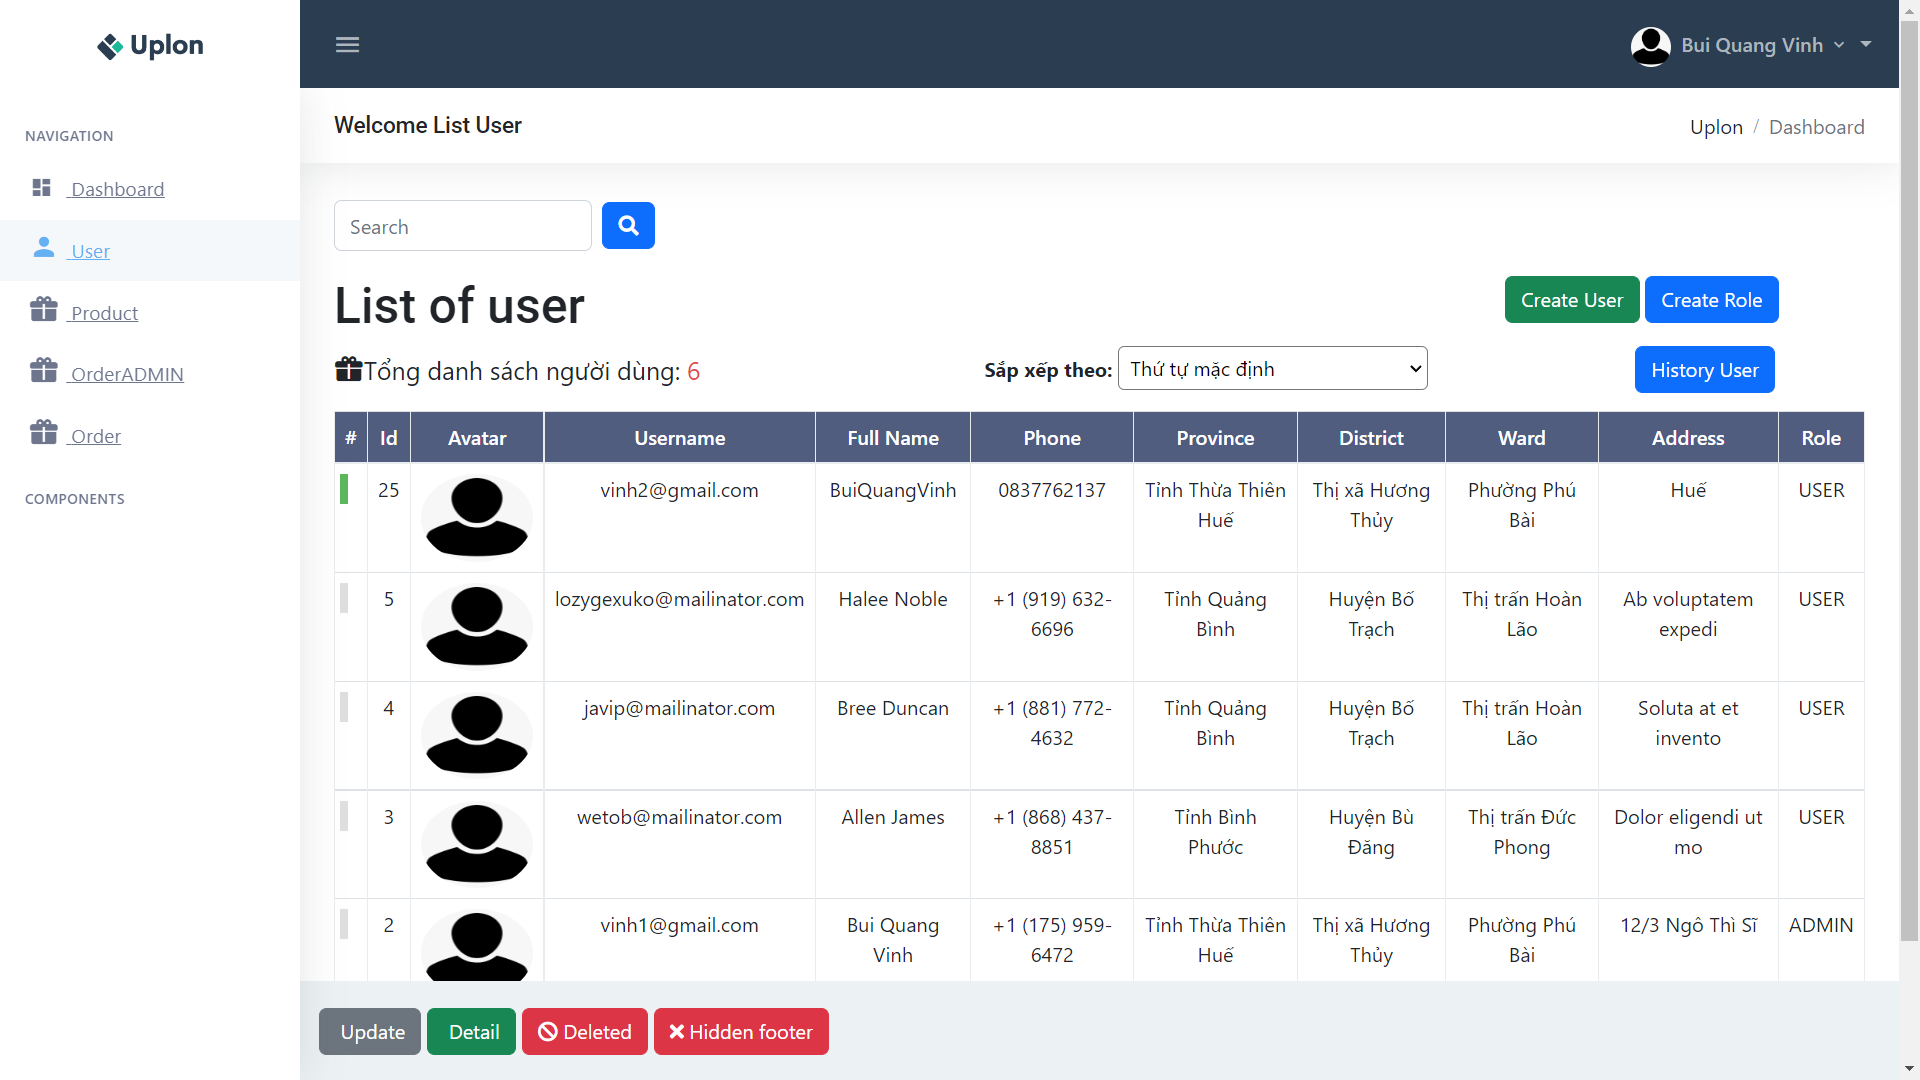 Uplon
Bui Quang Vinh
NAVIGATION
Dashboard
User
Product
OrderADMIN
Order
COMPONENTS
Welcome List User
Uplon / Dashboard
Search
List of user
Create User
Create Role
Tổng danh sách người dùng: 6
Sắp xếp theo:
Thứ tự mặc định
History User
# Id Avatar Username Full Name Phone Province District Ward Address Role
25 vinh2@gmail.com BuiQuangVinh 0837762137 Tỉnh Thừa Thiên Thị xã Hương Phường Phú Huế USER
Huế Thủy Bài
5 lozygexuko@mailinator.com Halee Noble +1 (919) 632- Tỉnh Quảng Huyện Bố Thị trấn Hoàn Ab voluptatem USER
6696 Bình Trạch Lão expedi
4 javip@mailinator.com Bree Duncan +1 (881) 772- Tỉnh Quảng Huyện Bố Thị trấn Hoàn Soluta at et USER
4632 Bình Trạch Lão invento
3 wetob@mailinator.com Allen James +1 (868) 437- Tỉnh Bình Huyện Bù Thị trấn Đức Dolor eligendi ut USER
8851 Phước Đăng Phong mo
2 vinh1@gmail.com Bui Quang +1 (175) 959- Tỉnh Thừa Thiên Thị xã Hương Phường Phú 12/3 Ngô Thì Sĩ ADMIN
Vinh 6472 Huế Thủy Bài
Update
Detail
Deleted
Hidden footer